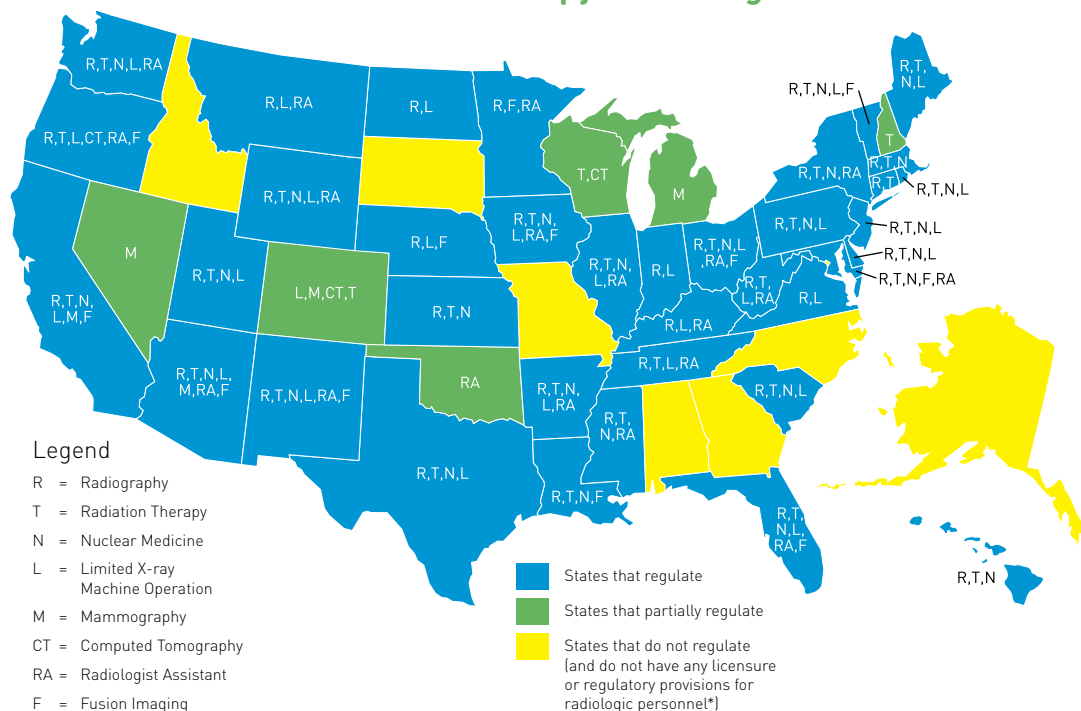 R,T,N,L,RA
R,L,RA
R,L
R,F,RA
R,T,N,L,F
R,T,
N,L
R,T,L,CT,RA,F
T,CT
M
T
R,T,N,RA
R,T,N
R,T
R,T,N,L
R,T,N,L,RA
R,L,F
R,T,N,
L,RA,F
R,T,N,L
R,T,N,L
R,T,N,L
R,T,N,F,RA
M
R,T,N,L
L,M,CT,T
R,T,N
R,T,N,
L,RA
R,L
R,T,N,L
,RA,F
R,T,
L,RA
R,L
R,T,N,
L,M,F
R,L,RA
R,T,L,RA
R,T,N,L,
M,RA,F
R,T,N,L,RA,F
RA
R,T,N,
L,RA
R,T,
N,RA
R,T,N,L
R,T,N,L
R,T,N,F
R,T,
N,L,
RA,F
R,T,N
Legend
R = Radiography
T = Radiation Therapy
N = Nuclear Medicine
L = Limited X-ray
Machine Operation
M = Mammography
CT = Computed Tomography
RA = Radiologist Assistant
F = Fusion Imaging
States that regulate
States that partially regulate
States that do not regulate
(and do not have any licensure
or regulatory provisions for
radiologic personnel*)